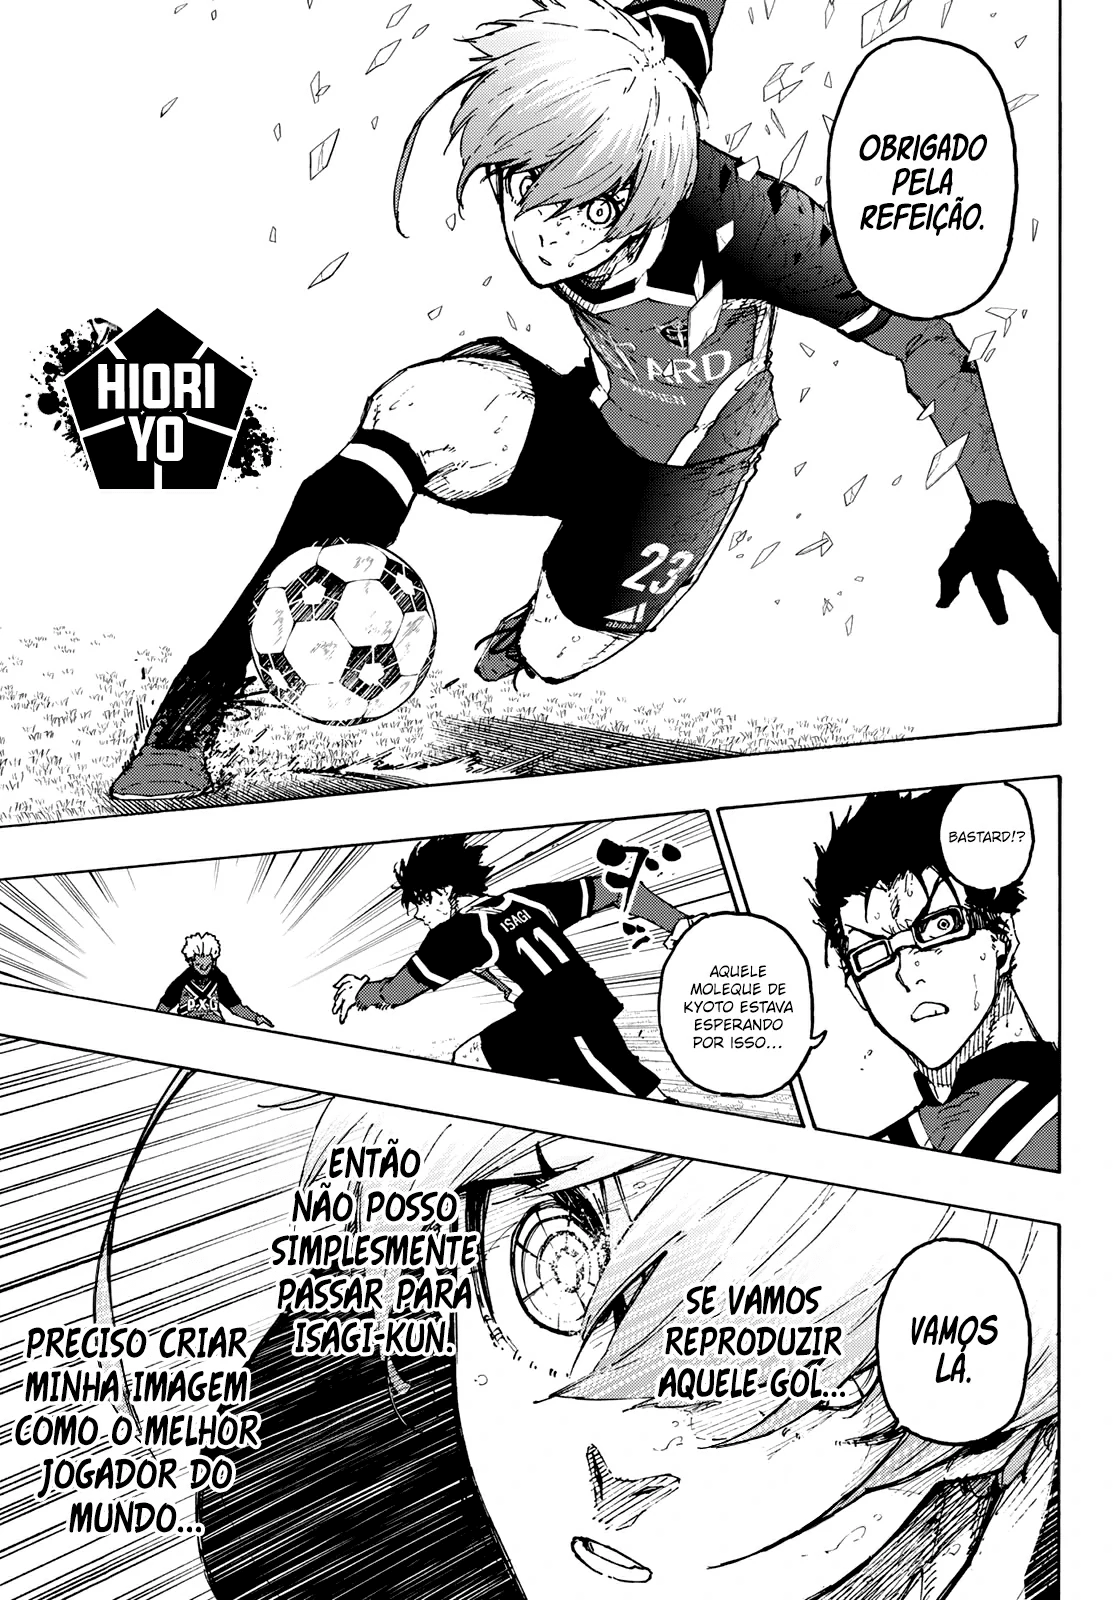 OBRIGADO
PELA
REFEIÇÃO.
HIORI
YO
ARD
23
abibas
BASTARD!?
AQUELE
MOLEQUE DE
KYOTO ESTAVA
ESPERANDO
POR ISSO...
ISAGI
11
P.X.G
VAMOS
LÁ.
SE VAMOS
REPRODUZIR
AQUELE GOL...
ENTÃO
NÃO POSSO
SIMPLESMENTE
PASSAR PARA
ISAGI-KUN!
PRECISO CRIAR
MINHA IMAGEM
COMO O MELHOR
JOGADOR DO
MUNDO...